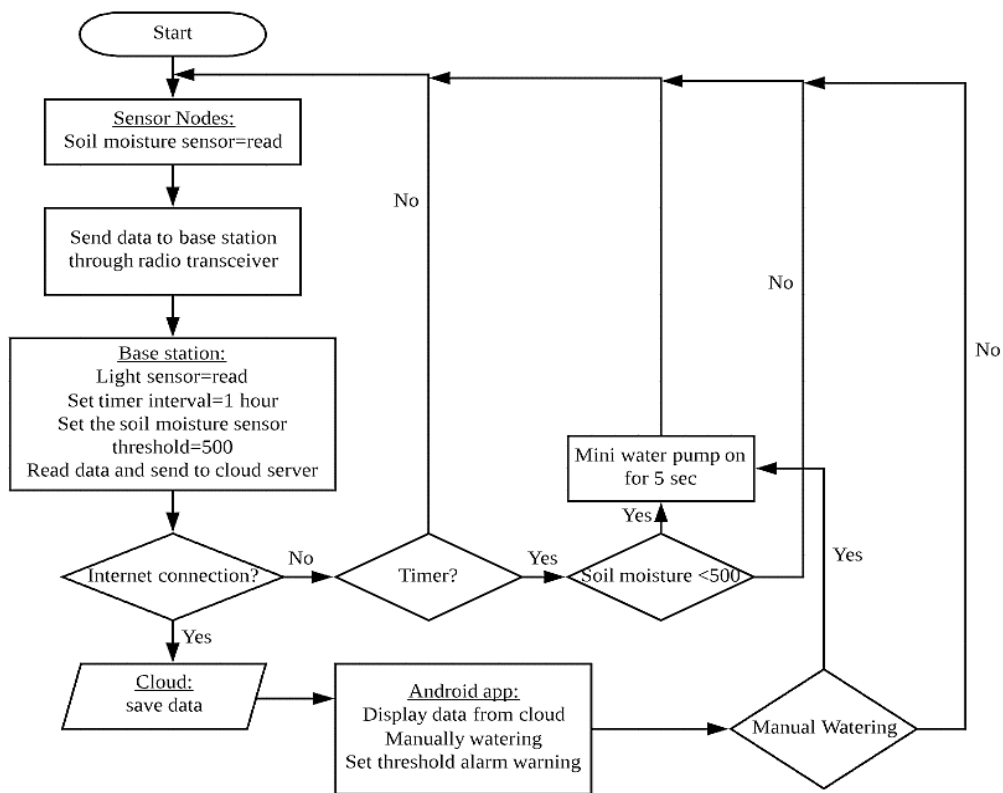 Start
Sensor Nodes:
Soil moisture sensor=read
No
Send data to base station
through radio transceiver
No
No
Base station:
Light sensor=read
Set timer interval=1 hour
Set the soil moisture sensor
threshold=500
Read data and send to cloud server
Mini water pump on
for 5 sec
Yes
Yes
Internet connection?
No
Timer?
Yes
Soil moisture <500
Yes
Cloud:
save data
Android app:
Display data from cloud
Manually watering
Set threshold alarm warning
Manual Watering